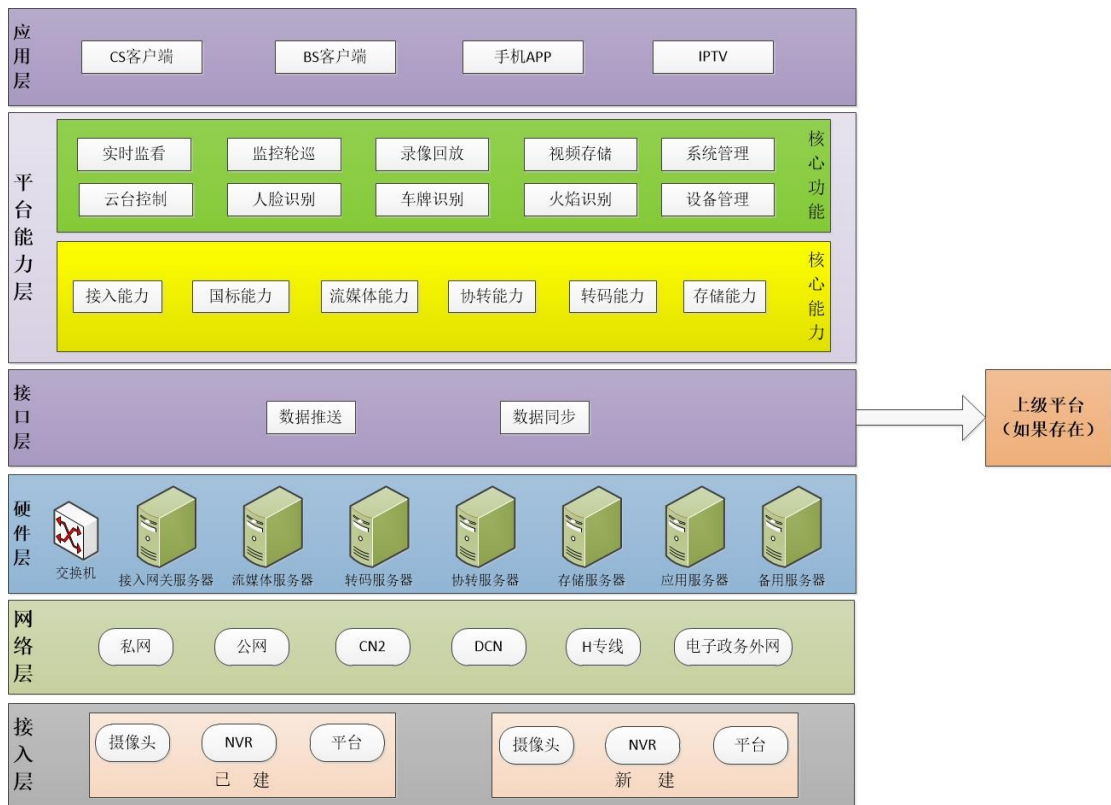 应用层
CS客户端
BS客户端
手机APP
IPTV
平台能力层
核心功能
实时监看
监控轮巡
录像回放
视频存储
系统管理
云台控制
人脸识别
车牌识别
火焰识别
设备管理
核心能力
接入能力
国标能力
流媒体能力
协转能力
转码能力
存储能力
接口层
数据推送
数据同步
上级平台
（如果存在）
硬件层
交换机
接入网关服务器
流媒体服务器
转码服务器
协转服务器
存储服务器
应用服务器
备用服务器
网络层
私网
公网
CN2
DCN
H专线
电子政务外网
接入层
摄像头
NVR
平台
已 建
摄像头
NVR
平台
新 建